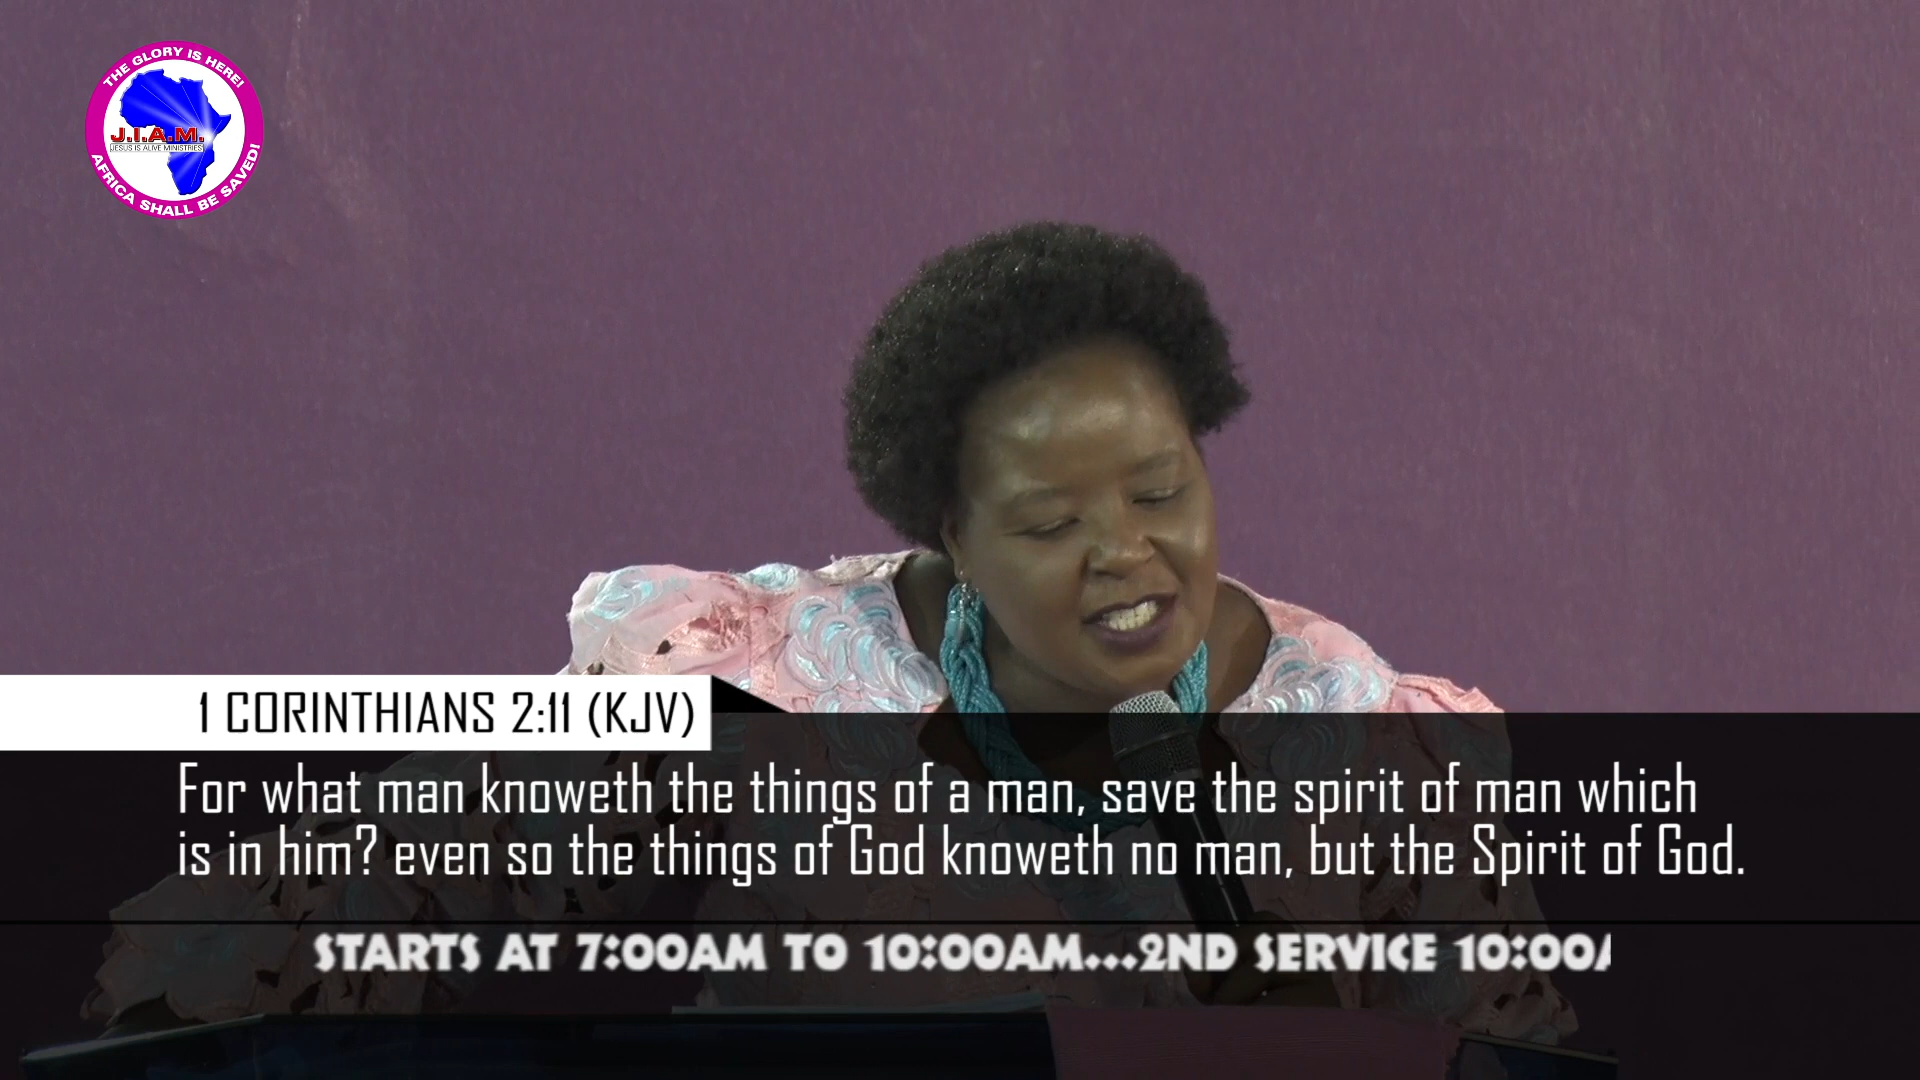 THE GLORY IS HERE!
J.I.A.M.
JESUS IS ALIVE MINISTRIES
AFRICA SHALL BE SAVED!
1 CORINTHIANS 2:11 (KJV)
For what man knoweth the things of a man, save the spirit of man which
is in him? even so the things of God knoweth no man, but the Spirit of God.
STARTS AT 7:00AM TO 10:00AM...2ND SERVICE 10:00A